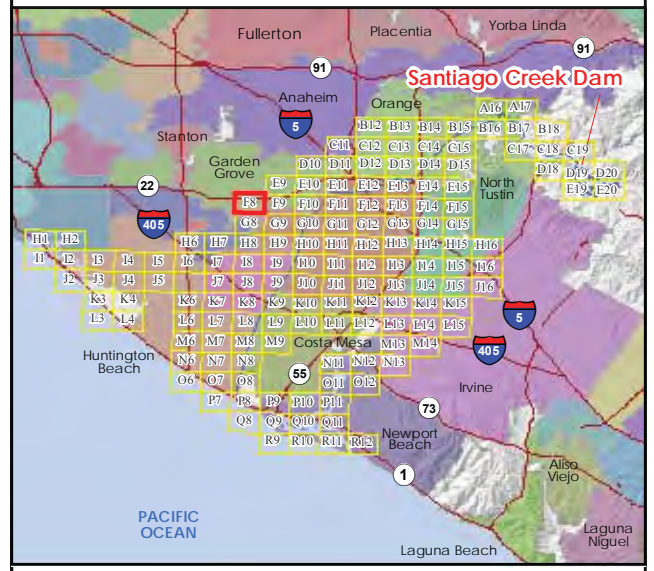 Yorba Linda
Placentia
Fullerton
91
91
Santiago Creek Dam
Anaheim
Orange
5
A16 A17
B12 B13 B14 B15 B16 B17 B18
Stanton
C11 C12 C13 C14 C15 C17 C18 C19
Garden
Grove
D10 D11 D12 D13 D14 D15 D18 D19 D20
22
E9 E10 E11 E12 E13 E14 E15 E19 E20
North
Tustin
F8 F9 F10 F11 F12 F13 F14 F15
405
G8 G9 G10 G11 G12 G13 G14 G15
H1 H2 H6 H7 H8 H9 H10 H11 H12 H13 H14 H15 H16
I1 I2 I3 I4 I5 I6 I7 I8 I9 I10 I11 I12 I13 I14 I15 I16
J2 J3 J4 J5 J7 J8 J9 J10 J11 J12 J13 J14 J15 J16
K3 K4 K6 K7 K8 K9 K10 K11 K12 K13 K14 K15
5
L3 L4 L6 L7 L8 L9 L10 L11 L12 L13 L14 L15
M6 M7 M8 M9 Costa Mesa M13 M14
405
Huntington
Beach
N6 N7 N8 N11 N12 N13
55
O6 O7 O8 O11 O12
Irvine
P7 P8 P9 P10 P11
73
Q8 Q9 Q10 Q11
Newport
Beach
R9 R10 R11 R12
1
Aliso
Viejo
PACIFIC
OCEAN
Laguna
Niguel
Laguna Beach